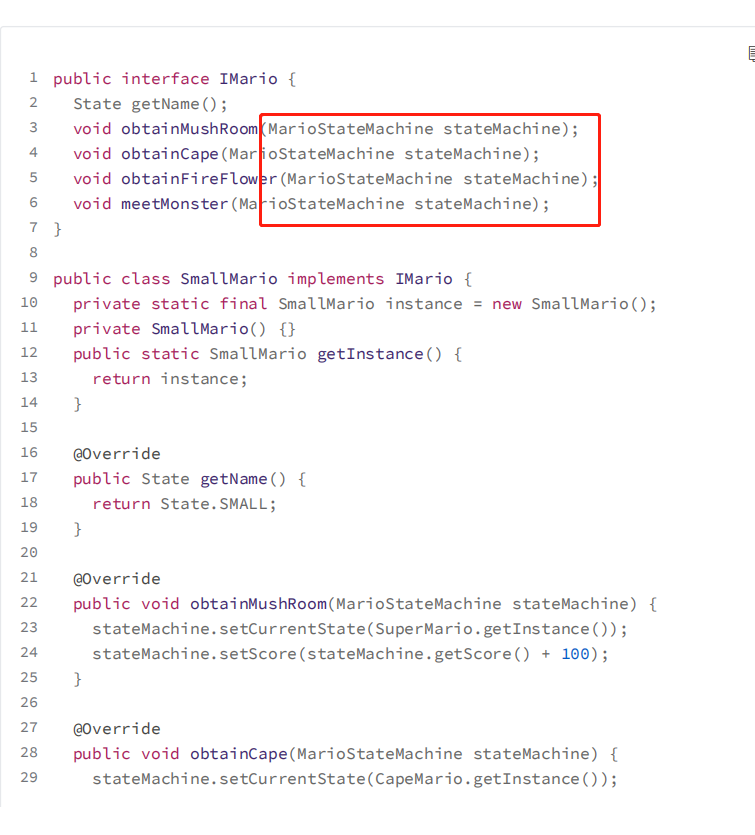 1 public interface IMario {
2 State getName();
3 void obtainMushRoom(MarioStateMachine stateMachine);
4 void obtainCape(MarioStateMachine stateMachine);
5 void obtainFireFlower(MarioStateMachine stateMachine);
6 void meetMonster(MarioStateMachine stateMachine);
7 }
8
9 public class SmallMario implements IMario {
10 private static final SmallMario instance = new SmallMario();
11 private SmallMario() {}
12 public static SmallMario getInstance() {
13 return instance;
14 }
15
16 @Override
17 public State getName() {
18 return State.SMALL;
19 }
20
21 @Override
22 public void obtainMushRoom(MarioStateMachine stateMachine) {
23 stateMachine.setCurrentState(SuperMario.getInstance());
24 stateMachine.setScore(stateMachine.getScore() + 100);
25 }
26
27 @Override
28 public void obtainCape(MarioStateMachine stateMachine) {
29 stateMachine.setCurrentState(CapeMario.getInstance());